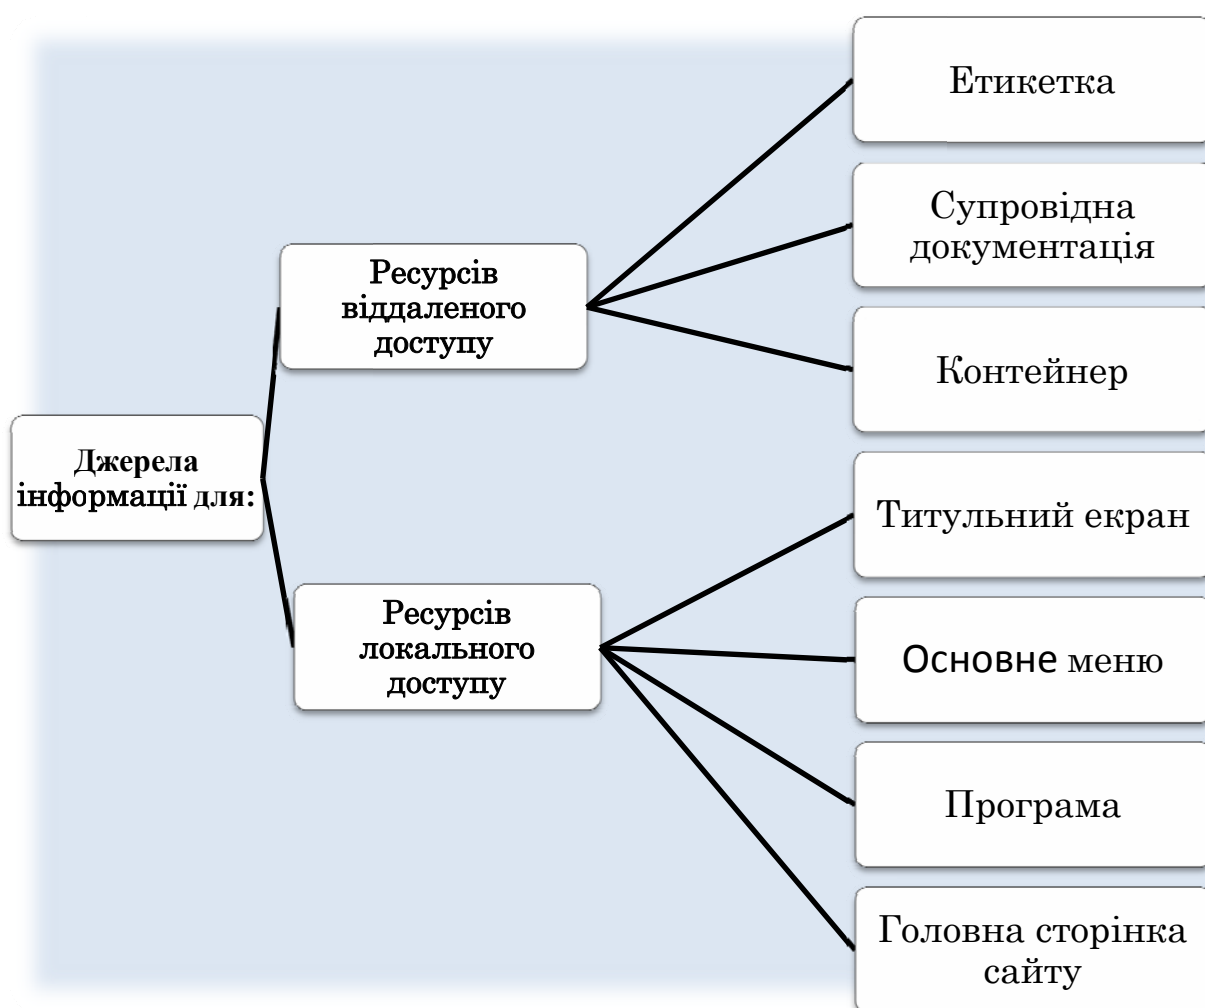 Джерела
інформації для:
Ресурсів
віддаленого
доступу
Етикетка
Супровідна
документація
Контейнер
Ресурсів
локального
доступу
Титульний екран
Основне меню
Програма
Головна сторінка
сайту